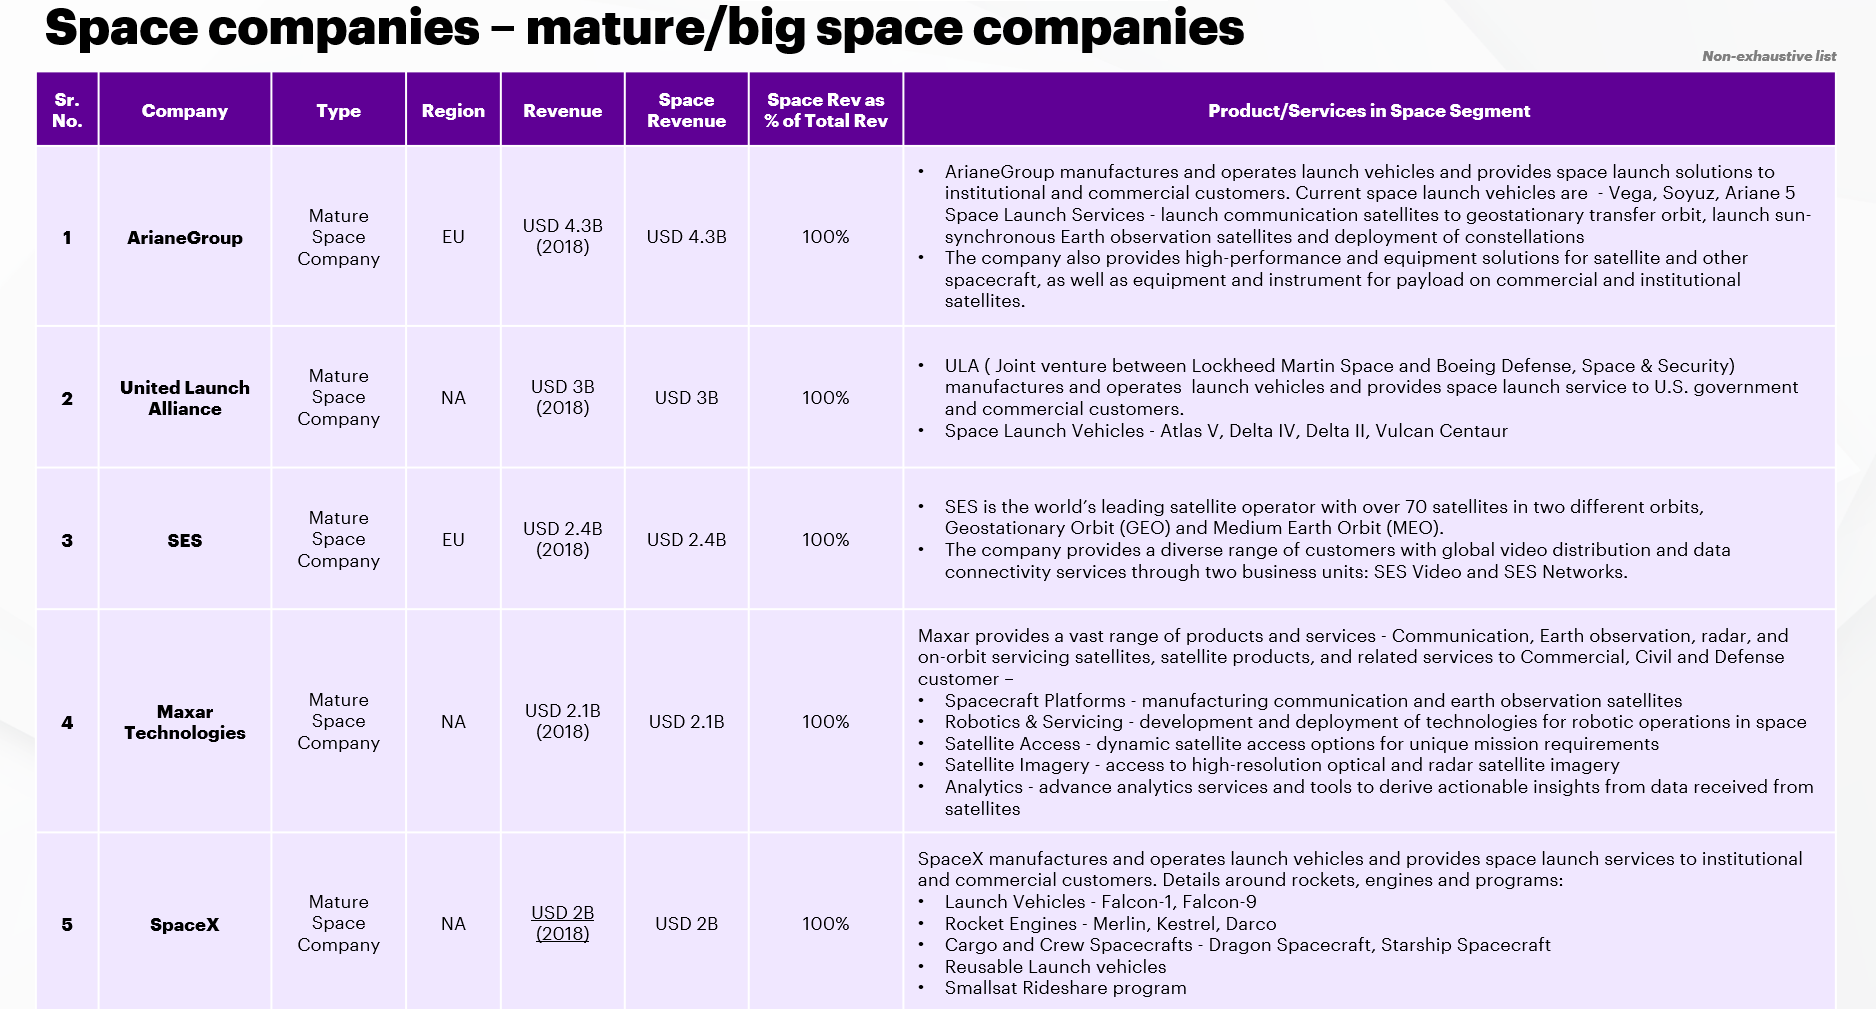 Space companies – mature/big space companies
Non-exhaustive list
Sr. No.
Company
Type
Region
Revenue
Space Revenue
Space Rev as % of Total Rev
Product/Services in Space Segment
1
ArianeGroup
Mature
Space
Company
EU
USD 4.3B
(2018)
USD 4.3B
100%
• ArianeGroup manufactures and operates launch vehicles and provides space launch solutions to
institutional and commercial customers. Current space launch vehicles are  - Vega, Soyuz, Ariane 5
Space Launch Services - launch communication satellites to geostationary transfer orbit, launch sun-
synchronous Earth observation satellites and deployment of constellations
• The company also provides high-performance and equipment solutions for satellite and other
spacecraft, as well as equipment and instrument for payload on commercial and institutional
satellites.
2
United Launch
Alliance
Mature
Space
Company
NA
USD 3B
(2018)
USD 3B
100%
• ULA ( Joint venture between Lockheed Martin Space and Boeing Defense, Space & Security)
manufactures and operates  launch vehicles and provides space launch service to U.S. government
and commercial customers.
• Space Launch Vehicles - Atlas V, Delta IV, Delta II, Vulcan Centaur
3
SES
Mature
Space
Company
EU
USD 2.4B
(2018)
USD 2.4B
100%
• SES is the world’s leading satellite operator with over 70 satellites in two different orbits,
Geostationary Orbit (GEO) and Medium Earth Orbit (MEO).
• The company provides a diverse range of customers with global video distribution and data
connectivity services through two business units: SES Video and SES Networks.
4
Maxar
Technologies
Mature
Space
Company
NA
USD 2.1B
(2018)
USD 2.1B
100%
Maxar provides a vast range of products and services - Communication, Earth observation, radar, and
on-orbit servicing satellites, satellite products, and related services to Commercial, Civil and Defense
customer –
• Spacecraft Platforms - manufacturing communication and earth observation satellites
• Robotics & Servicing - development and deployment of technologies for robotic operations in space
• Satellite Access - dynamic satellite access options for unique mission requirements
• Satellite Imagery - access to high-resolution optical and radar satellite imagery
• Analytics - advance analytics services and tools to derive actionable insights from data received from
satellites
5
SpaceX
Mature
Space
Company
NA
USD 2B
(2018)
USD 2B
100%
SpaceX manufactures and operates launch vehicles and provides space launch services to institutional
and commercial customers. Details around rockets, engines and programs:
• Launch Vehicles - Falcon-1, Falcon-9
• Rocket Engines - Merlin, Kestrel, Darco
• Cargo and Crew Spacecrafts - Dragon Spacecraft, Starship Spacecraft
• Reusable Launch vehicles
• Smallsat Rideshare program